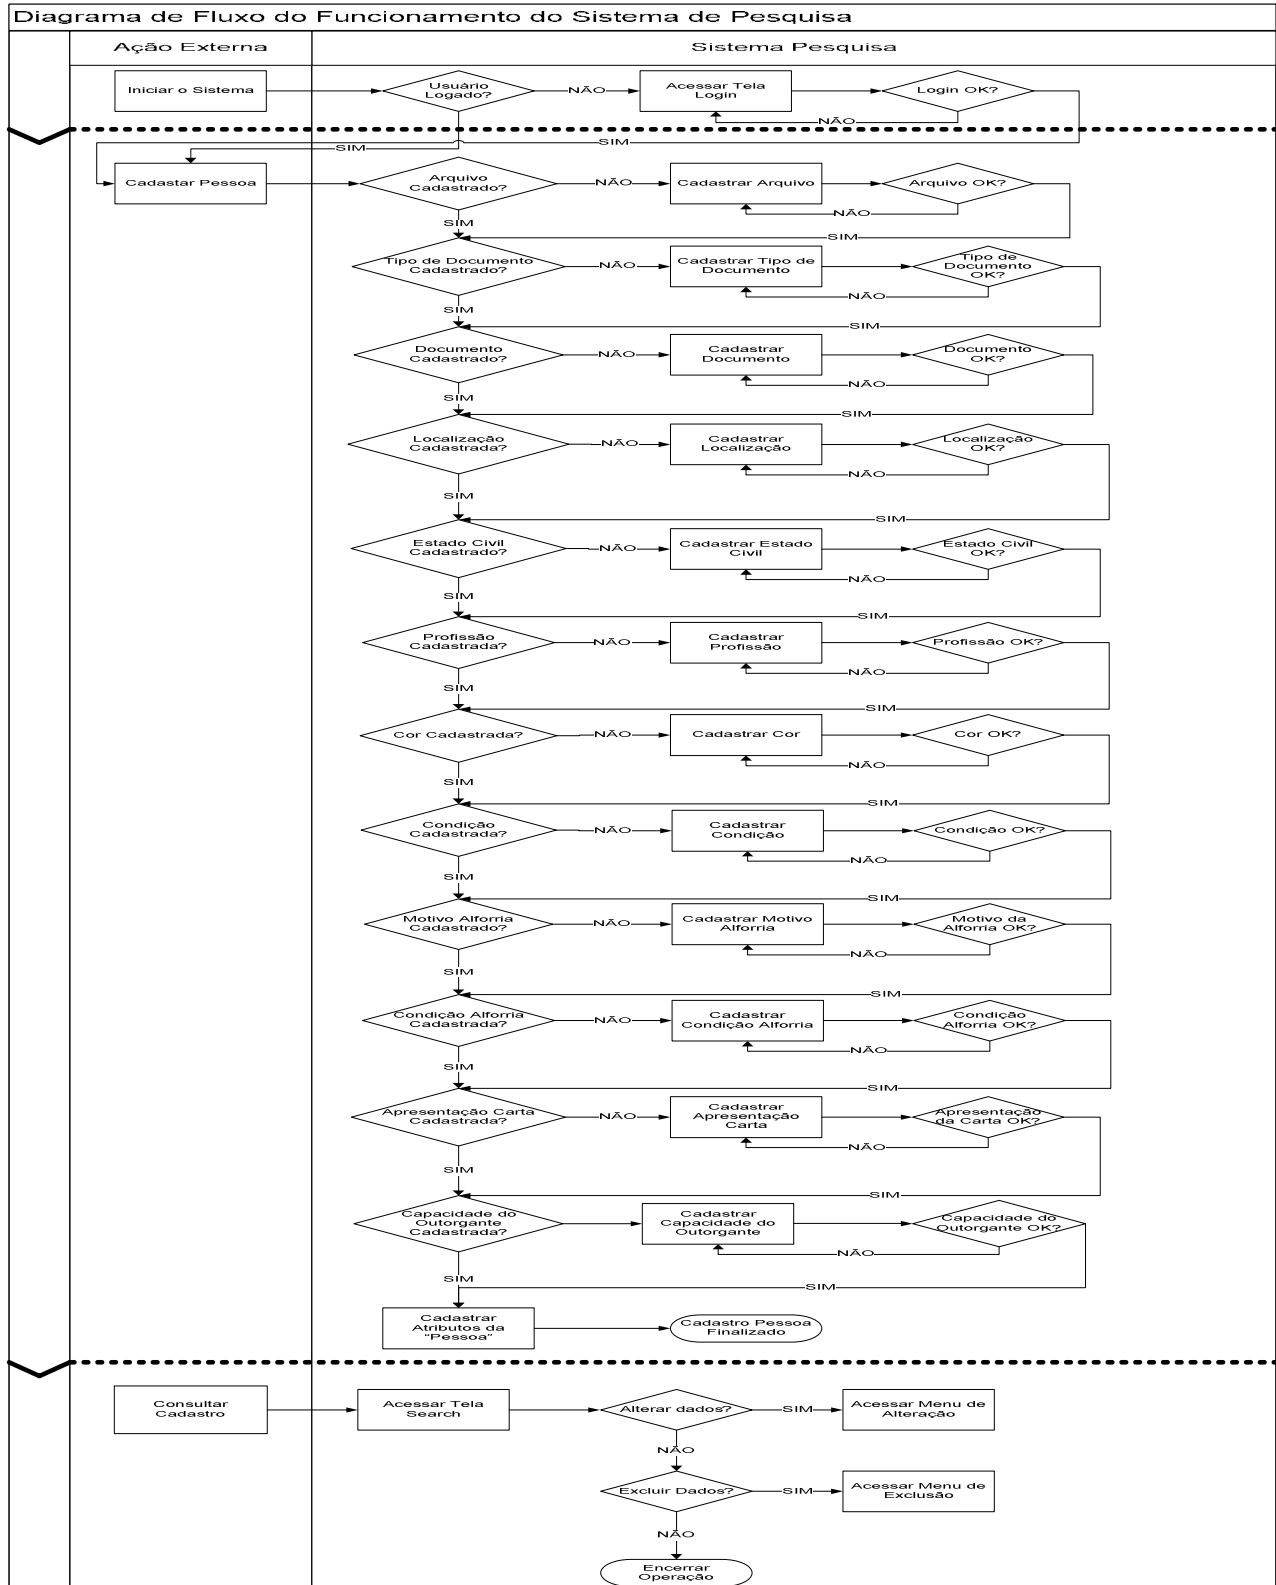 Diagrama de Fluxo do Funcionamento do Sistema de Pesquisa
Ação Externa
Sistema Pesquisa
Iniciar o Sistema
Usuário
Logado?
NÃO
Acessar Tela
Login
Login OK?
NÃO
SIM
SIM
Cadastar Pessoa
Arquivo
Cadastrado?
NÃO
Cadastrar Arquivo
Arquivo OK?
NÃO
SIM
SIM
Tipo de Documento
Cadastrado?
NÃO
Cadastrar Tipo de
Documento
Tipo de
Documento
OK?
NÃO
SIM
SIM
Documento
Cadastrado?
NÃO
Cadastrar
Documento
Documento
OK?
NÃO
SIM
SIM
Localização
Cadastrada?
NÃO
Cadastrar
Localização
Localização
OK?
NÃO
SIM
SIM
Estado Civil
Cadastrado?
NÃO
Cadastrar Estado
Civil
Estado Civil
OK?
NÃO
SIM
SIM
Profissão
Cadastrada?
NÃO
Cadastrar
Profissão
Profissão OK?
NÃO
SIM
SIM
Cor Cadastrada?
NÃO
Cadastrar Cor
Cor OK?
NÃO
SIM
SIM
Condição
Cadastrada?
NÃO
Cadastrar
Condição
Condição OK?
NÃO
SIM
SIM
Motivo Alforria
Cadastrado?
NÃO
Cadastrar Motivo
Alforria
Motivo da
Alforria OK?
NÃO
SIM
SIM
Condição Alforria
Cadastrada?
NÃO
Cadastrar
Condição Alforria
Condição
Alforria OK?
NÃO
SIM
SIM
Apresentação Carta
Cadastrada?
NÃO
Cadastrar
Apresentação
Carta
Apresentação
da Carta OK?
NÃO
SIM
SIM
Capacidade do
Outorgante
Cadastrada?
Cadastrar
Capacidade do
Outorgante
Capacidade do
Outorgante OK?
NÃO
SIM
SIM
Cadastrar
Atributos da
"Pessoa"
Cadastro Pessoa
Finalizado
Consultar
Cadastro
Acessar Tela
Search
Alterar dados?
SIM
Acessar Menu de
Alteração
NÃO
Excluir Dados?
SIM
Acessar Menu de
Exclusão
NÃO
Encerrar
Operação